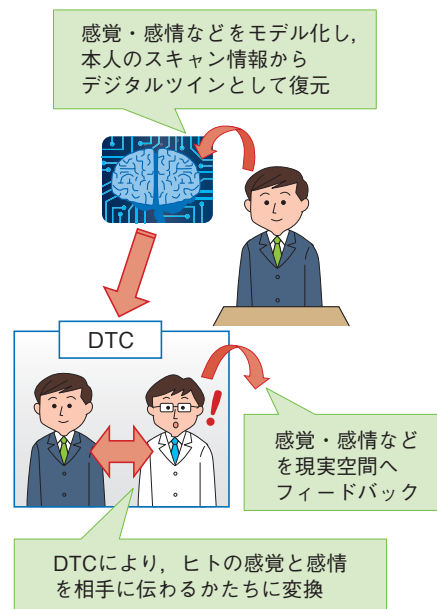 感覚・感情などをモデル化し，
本人のスキャン情報から
デジタルツインとして復元
DTC
!
感覚・感情など
を現実空間へ
フィードバック
DTCにより，ヒトの感覚と感情
を相手に伝わるかたちに変換